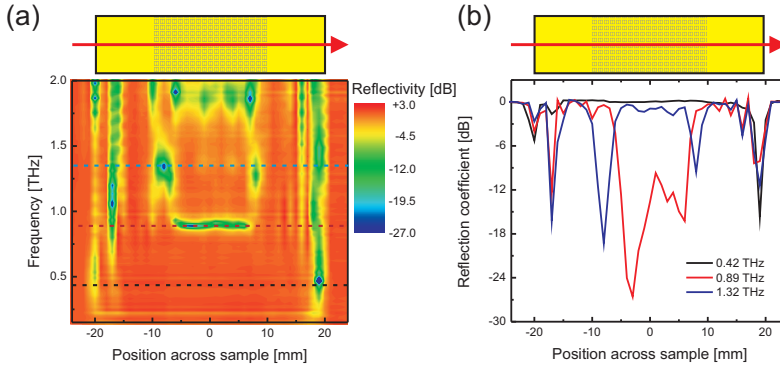 (a)
(b)
2.0
1.5
1.0
0.5
Frequency [THz]
-20 -10 0 10 20
Position across sample [mm]
Reflectivity [dB]
+3.0
-4.5
-12.0
-19.5
-27.0
0
-6
-12
-18
-24
-30
Reflection coefficient [dB]
0.42 THz
0.89 THz
1.32 THz
-20 -10 0 10 20
Position across sample [mm]